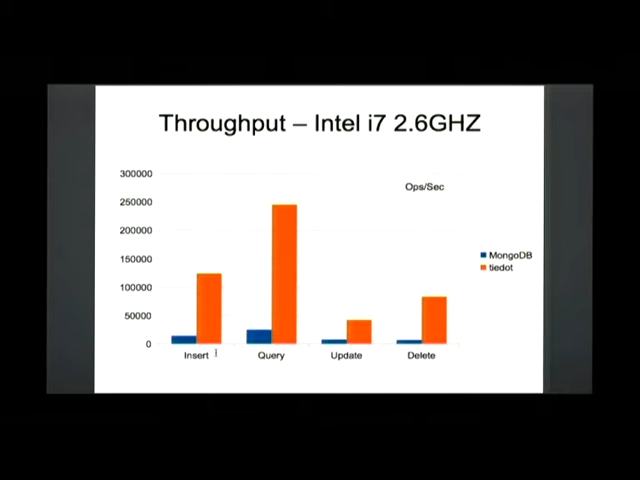 Throughput – Intel i7 2.6GHZ
300000
Ops/Sec
250000
200000
150000
100000
50000
0
MongoDB
tiedot
Insert
Query
Update
Delete